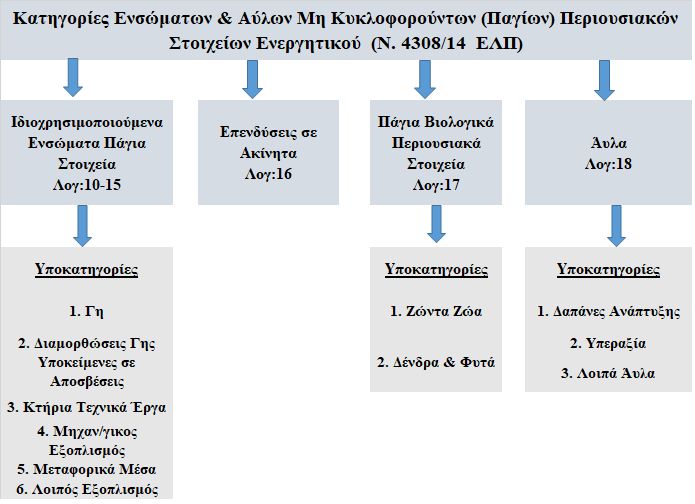 Κατηγορίες Ενσώματων & Αύλων Μη Κυκλοφορούντων (Παγίων) Περιουσιακών
Στοιχείων Ενεργητικού (Ν. 4308/14 ΕΛΠ)
Ιδιοχρησιμοποιούμενα
Ενσώματα Πάγια
Στοιχεία
Λογ:10-15
Επενδύσεις σε
Ακίνητα
Λογ:16
Πάγια Βιολογικά
Περιουσιακά
Στοιχεία
Λογ:17
Άυλα
Λογ:18
Υποκατηγορίες
1. Γη
2. Διαμορθώσεις Γης
Υποκείμενες σε
Αποσβέσεις
3. Κτήρια Τεχνικά Έργα
4. Μηχαν/γικος
Εξοπλισμός
5. Μεταφορικά Μέσα
6. Λοιπός Εξοπλισμός
Υποκατηγορίες
1. Ζώντα Ζώα
2. Δένδρα & Φυτά
Υποκατηγορίες
1. Δαπάνες Ανάπτυξης
2. Υπεραξία
3. Λοιπά Άυλα